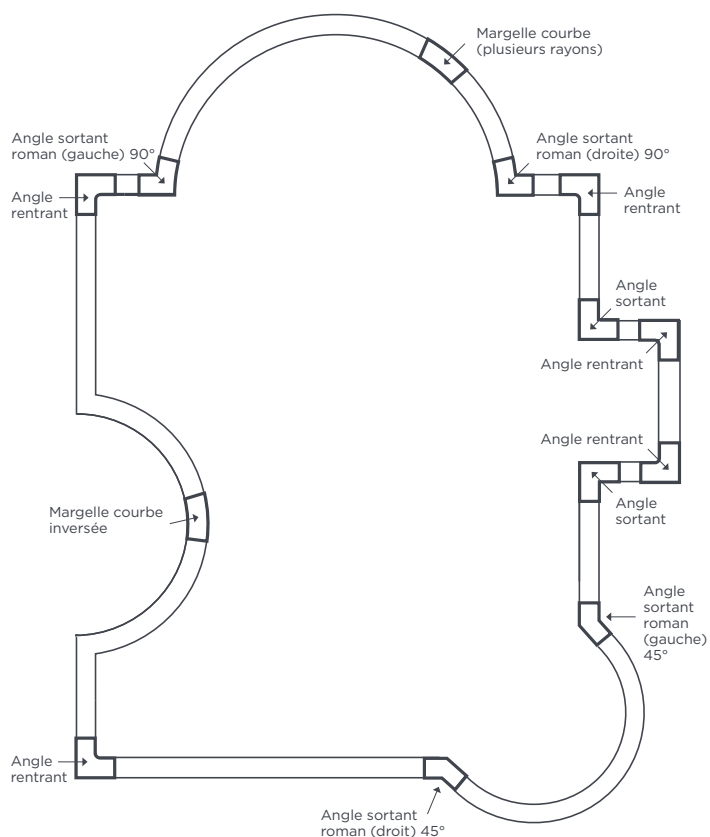 Margelle courbe
(plusieurs rayons)
Angle sortant
roman (gauche) 90°
Angle sortant
roman (droite) 90°
Angle
rentrant
Angle
rentrant
Angle
sortant
Angle rentrant
Angle rentrant
Margelle courbe
inversée
Angle
sortant
Angle
sortant
roman
(gauche)
45°
Angle
rentrant
Angle sortant
roman (droit) 45°